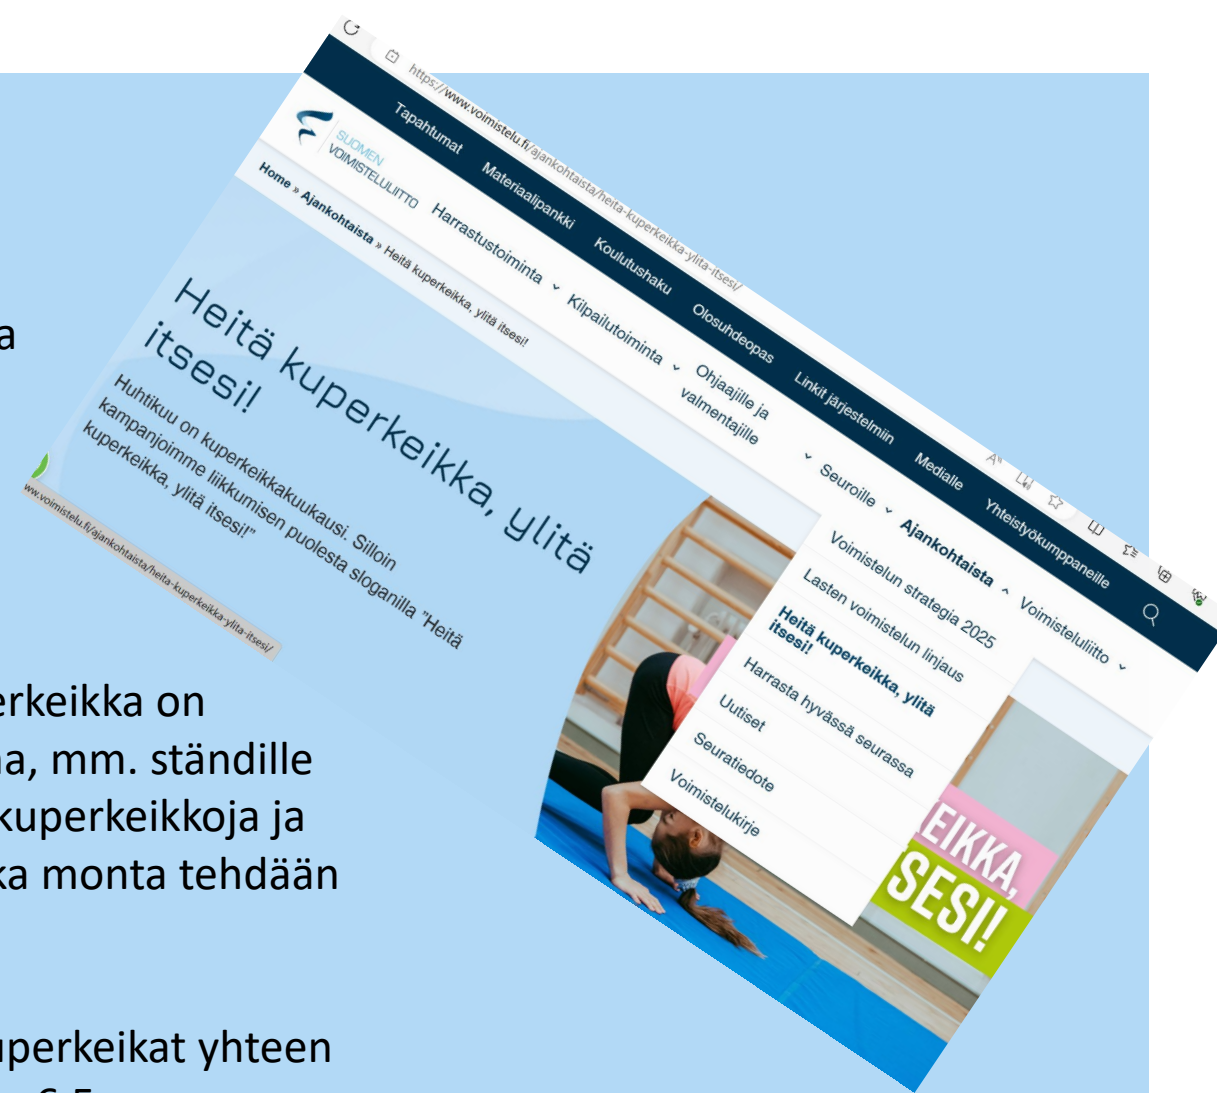 https://www.voimistelu.fi/ajankohtaista/heita-kuperkeikka-ylita-itsesi/
Tapahtumat Materiaalipankki Koulutushaku Olosuhdeopas Linkit järjestelmiin Medialle Yhteistyökumppaneille
SUOMEN
VOIMISTELULIITTO
Harrastustoiminta Kilpailutoiminta Ohjaajille ja
valmentajille
Seuroille Ajankohtaista Voimisteluliitto
Home » Ajankohtaista » Heitä kuperkeikka, ylitä itsesi!
Heitä kuperkeikka, ylitä
itsesi!
Huhtikuu on kuperkeikkakuukausi. Silloin
kampanjoimme liikkumisen puolesta sloganilla "Heitä
kuperkeikka, ylitä itsesi!"
ww.voimistelu.fi/ajankohtaista/heita-kuperkeikka-ylita-itsesi/
Voimistelun strategia 2025
Lasten voimistelun linjaus
Heitä kuperkeikka, ylitä
itsesi!
Harrasta hyvässä seurassa
Uutiset
Seuratiedote
Voimistelukirje
EIKKA,
SESI!
a
erkeikka on
a, mm. ständille
kuperkeikkoja ja
ka monta tehdään
uperkeikat yhteen